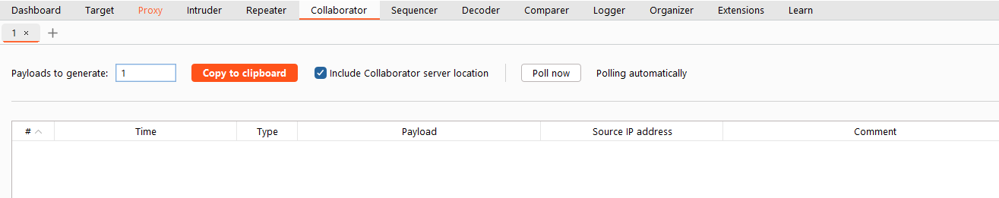 Dashboard Target Proxy Intruder Repeater Collaborator Sequencer Decoder Comparer Logger Organizer Extensions Learn
1 × +
Payloads to generate: 1 Copy to clipboard Include Collaborator server location Poll now Polling automatically
# Time Type Payload Source IP address Comment